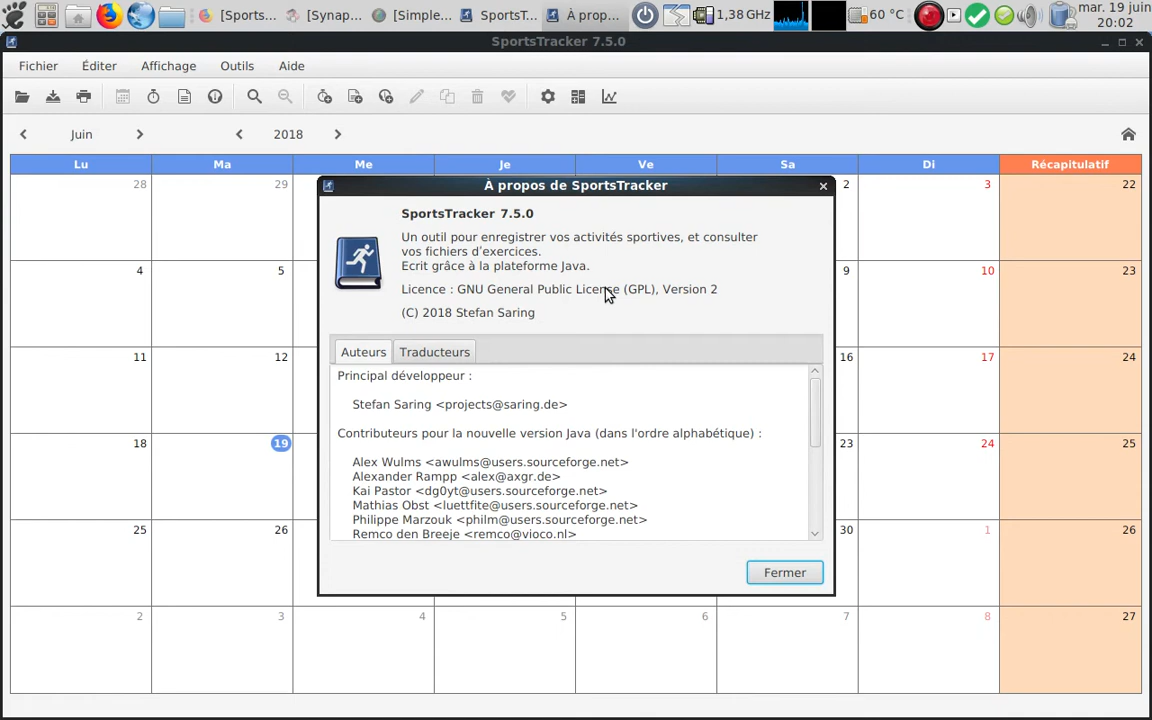 [Sports...
[Synap...
[Simple...
SportsT...
À prop...
1,38 GHz
60 °C
mar. 19 juin
20:02
SportsTracker 7.5.0
Fichier Éditer Affichage Outils Aide
Juin 2018
Lu Ma Me Je Ve Sa Di Récapitulatif
28 29 2 3 22
À propos de SportsTracker
SportsTracker 7.5.0
Un outil pour enregistrer vos activités sportives, et consulter
vos fichiers d'exercices.
Ecrit grâce à la plateforme Java.
Licence : GNU General Public License (GPL), Version 2
(C) 2018 Stefan Saring
Auteurs Traducteurs
Principal développeur :
Stefan Saring <projects@saring.de>
Contributeurs pour la nouvelle version Java (dans l'ordre alphabétique) :
Alex Wulms <awulms@users.sourceforge.net>
Alexander Rampp <alex@axgr.de>
Kai Pastor <dg0yt@users.sourceforge.net>
Mathias Obst <luettfite@users.sourceforge.net>
Philippe Marzouk <philm@users.sourceforge.net>
Remco den Breeje <remco@vioco.nl>
Fermer
4 5 9 10 23
11 12 16 17 24
18 19 23 24 25
25 26 30 1 26
2 3 4 5 6 7 8 27